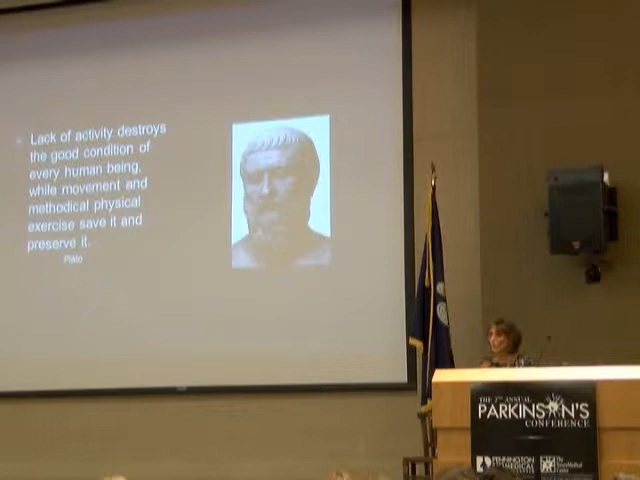 Lack of activity destroys
the good condition of
every human being,
while movement and
methodical physical
exercise save it and
preserve it.
Plato
THE 2ND ANNUAL
PARKINSON'S
CONFERENCE
PENNINGTON